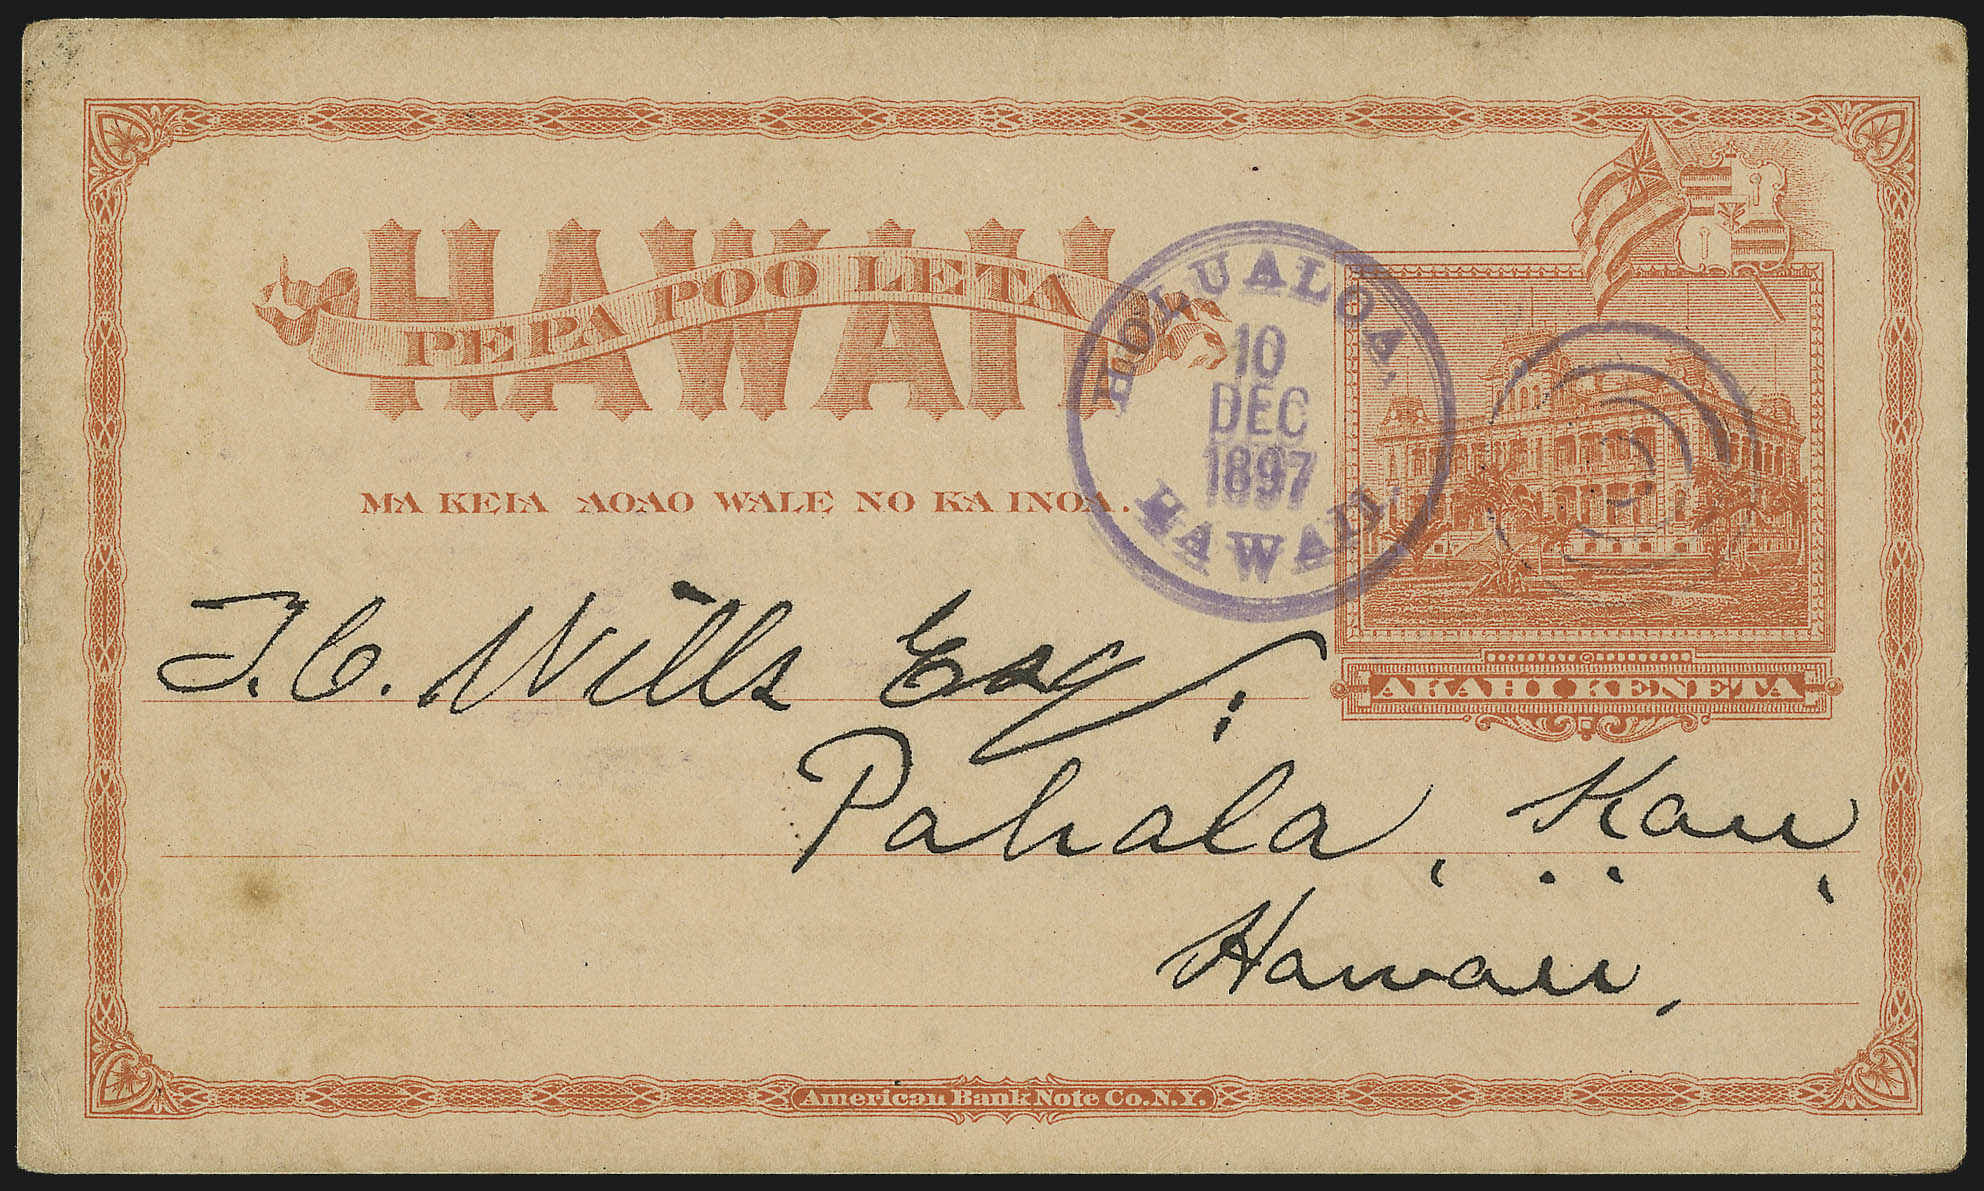 HAWAII
PEPA POO LETA
MA KEIA AOAO WALE NO KA INOA.
HOLUALOA,
10
DEC
1897
HAWAII.
AKAHI KENETA
T. C. Wills Esq.
Pahala, Kau,
Hawaii,
American Bank Note Co. N.Y.